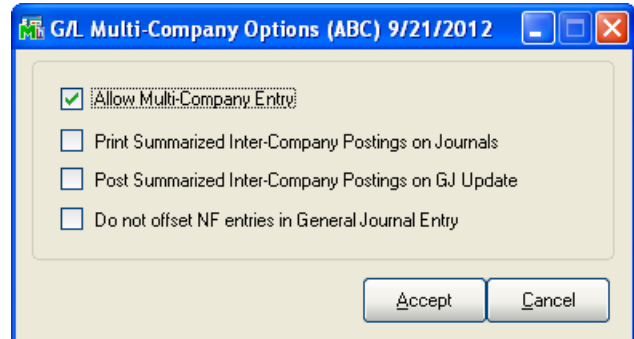 G/L Multi-Company Options (ABC) 9/21/2012
Allow Multi-Company Entry
Print Summarized Inter-Company Postings on Journals
Post Summarized Inter-Company Postings on GJ Update
Do not offset NF entries in General Journal Entry
Accept Cancel